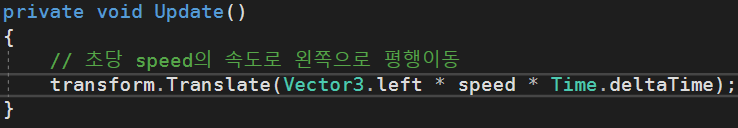 private void Update()
{
// 초당 speed의 속도로 왼쪽으로 평행이동
transform.Translate(Vector3.left * speed * Time.deltaTime);
}